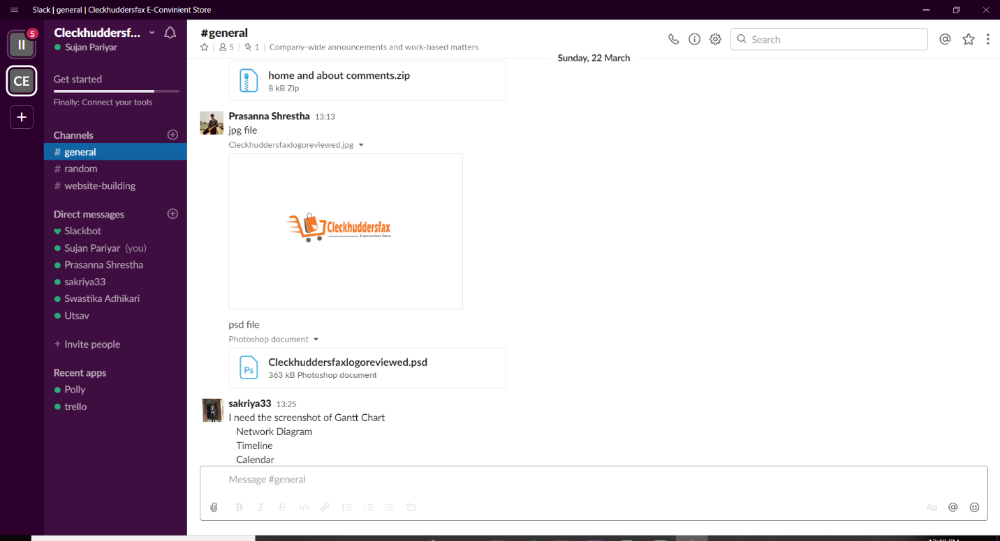 Slack | general | Cleckhuddersfax E-Convinient Store
II
5
CE
+
Cleckhuddersf...
Sujan Pariyar
Get started
Finally: Connect your tools
Channels
# general
# random
# website-building
Direct messages
Slackbot
Sujan Pariyar (you)
Prasanna Shrestha
sakriya33
Swastika Adhikari
Utsav
+ Invite people
Recent apps
Polly
trello
#general
5 | 1 | Company-wide announcements and work-based matters
Search
Sunday, 22 March
home and about comments.zip
8 kB Zip
Prasanna Shrestha 13:13
jpg file
Cleckhuddersfaxlogoreviewed.jpg
Cleckhuddersfax
E-convenient Store
psd file
Photoshop document
Ps
Cleckhuddersfaxlogoreviewed.psd
363 kB Photoshop document
sakriya33 13:25
I need the screenshot of Gantt Chart
Network Diagram
Timeline
Calendar
Message #general
B I S
Aa @